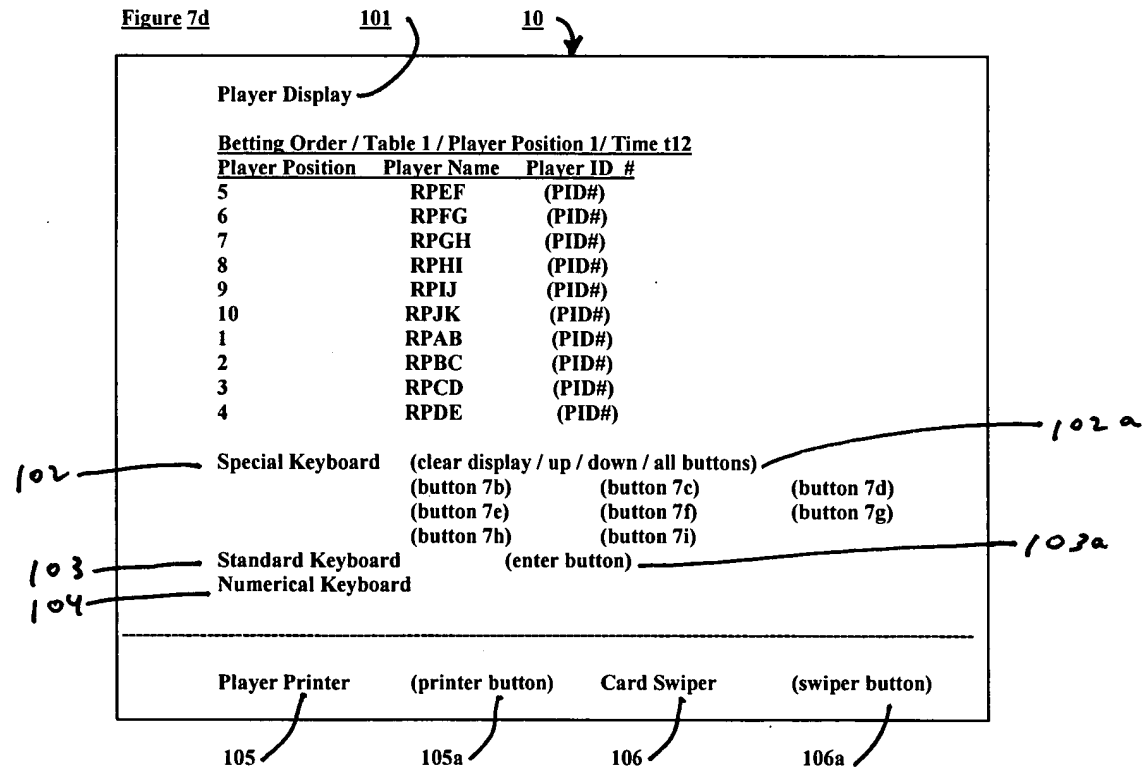 Figure 7d 101 10
Player Display
Betting Order / Table 1 / Player Position 1/ Time t12
Player Position Player Name Player ID #
5 RPEF (PID#)
6 RPFG (PID#)
7 RPGH (PID#)
8 RPHI (PID#)
9 RPIJ (PID#)
10 RPJK (PID#)
1 RPAB (PID#)
2 RPBC (PID#)
3 RPCD (PID#)
4 RPDE (PID#)
102a
102 Special Keyboard (clear display / up / down / all buttons)
(button 7b) (button 7c) (button 7d)
(button 7e) (button 7f) (button 7g)
(button 7h) (button 7i)
103 Standard Keyboard (enter button) 103a
104 Numerical Keyboard
Player Printer (printer button) Card Swiper (swiper button)
105 105a 106 106a